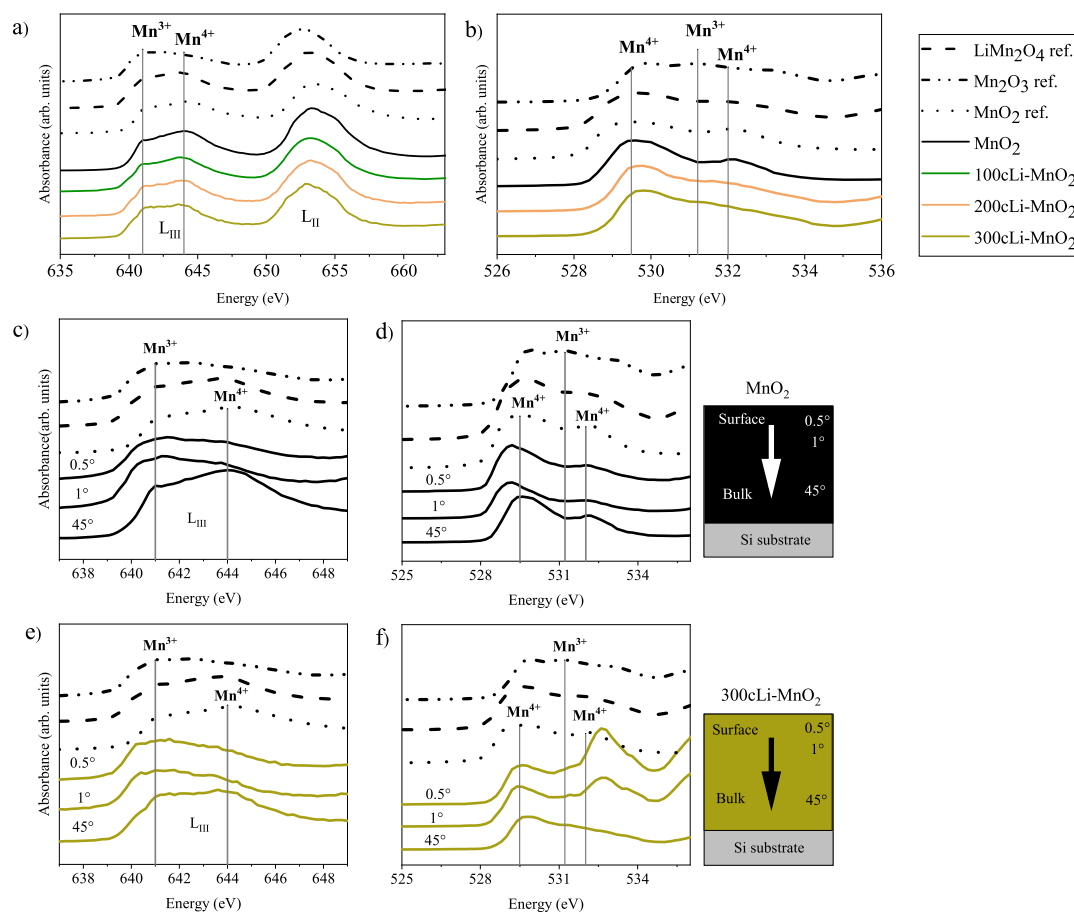 a)
Mn³⁺
Mn⁴⁺
L_III
L_II
Absorbance (arb. units)
635 640 645 650 655 660
Energy (eV)
b)
Mn⁴⁺
Mn³⁺
Mn⁴⁺
Absorbance (arb. units)
526 528 530 532 534 536
Energy (eV)
LiMn₂O₄ ref.
Mn₂O₃ ref.
MnO₂ ref.
MnO₂
100cLi-MnO₂
200cLi-MnO₂
300cLi-MnO₂
c)
Mn³⁺
Mn⁴⁺
0.5°
1°
45°
L_III
Absorbance(arb. units)
638 640 642 644 646 648
Energy (eV)
d)
Mn³⁺
Mn⁴⁺
Mn⁴⁺
0.5°
1°
45°
525 528 531 534
Energy (eV)
MnO₂
Surface 0.5°
1°
Bulk 45°
Si substrate
e)
Mn³⁺
Mn⁴⁺
0.5°
1°
45°
L_III
Absorbance (arb. units)
638 640 642 644 646 648
Energy (eV)
f)
Mn³⁺
Mn⁴⁺
Mn⁴⁺
0.5°
1°
45°
525 528 531 534
Energy (eV)
300cLi-MnO₂
Surface 0.5°
1°
Bulk 45°
Si substrate